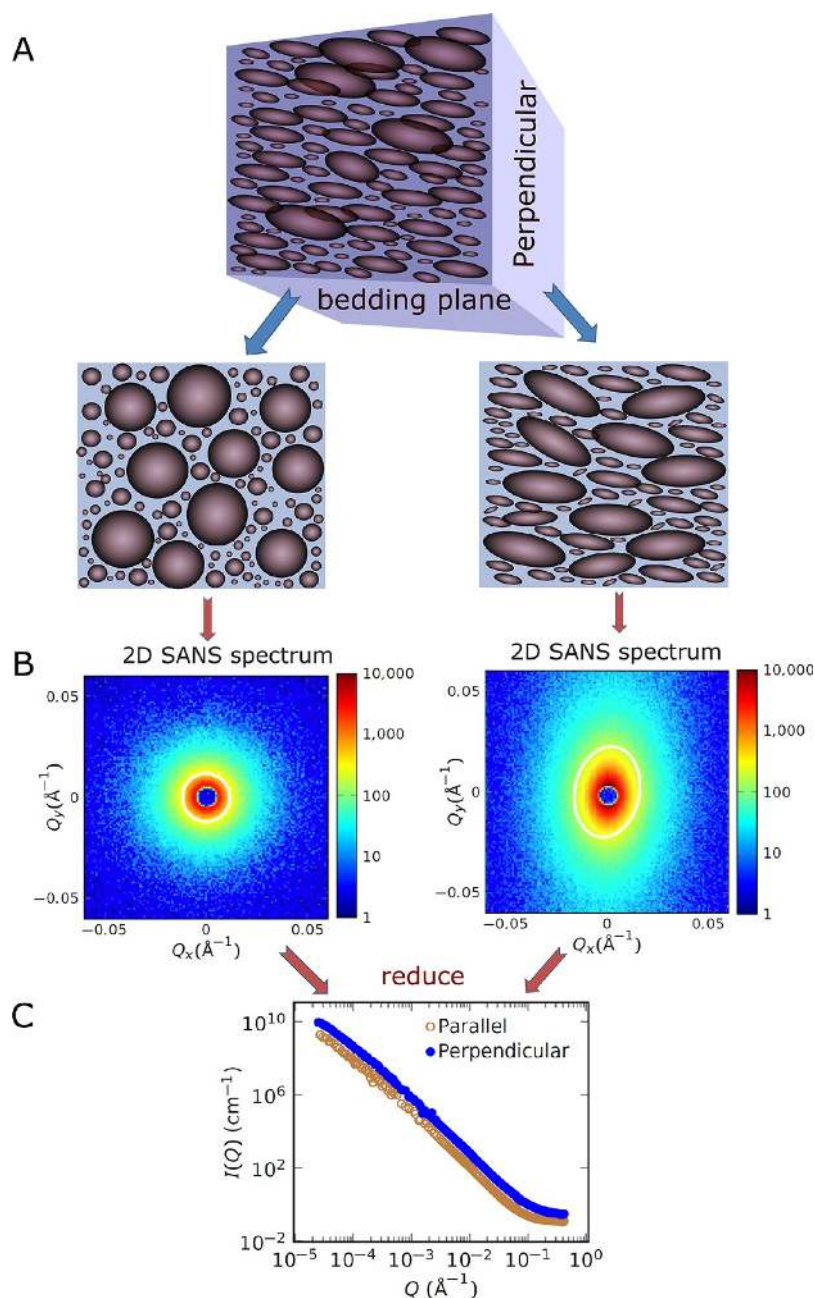 A
Perpendicular
bedding plane
B
2D SANS spectrum
0.05
0
−0.05
Qy(Å⁻¹)
−0.05
0
0.05
Qx(Å⁻¹)
10,000
1,000
100
10
1
2D SANS spectrum
0.05
0
−0.05
Qy(Å⁻¹)
−0.05
0
0.05
Qx(Å⁻¹)
10,000
1,000
100
10
1
reduce
C
Parallel
Perpendicular
10¹⁰
10⁶
10²
10⁻²
I(Q) (cm⁻¹)
10⁻⁵ 10⁻⁴ 10⁻³ 10⁻² 10⁻¹ 10⁰
Q (Å⁻¹)